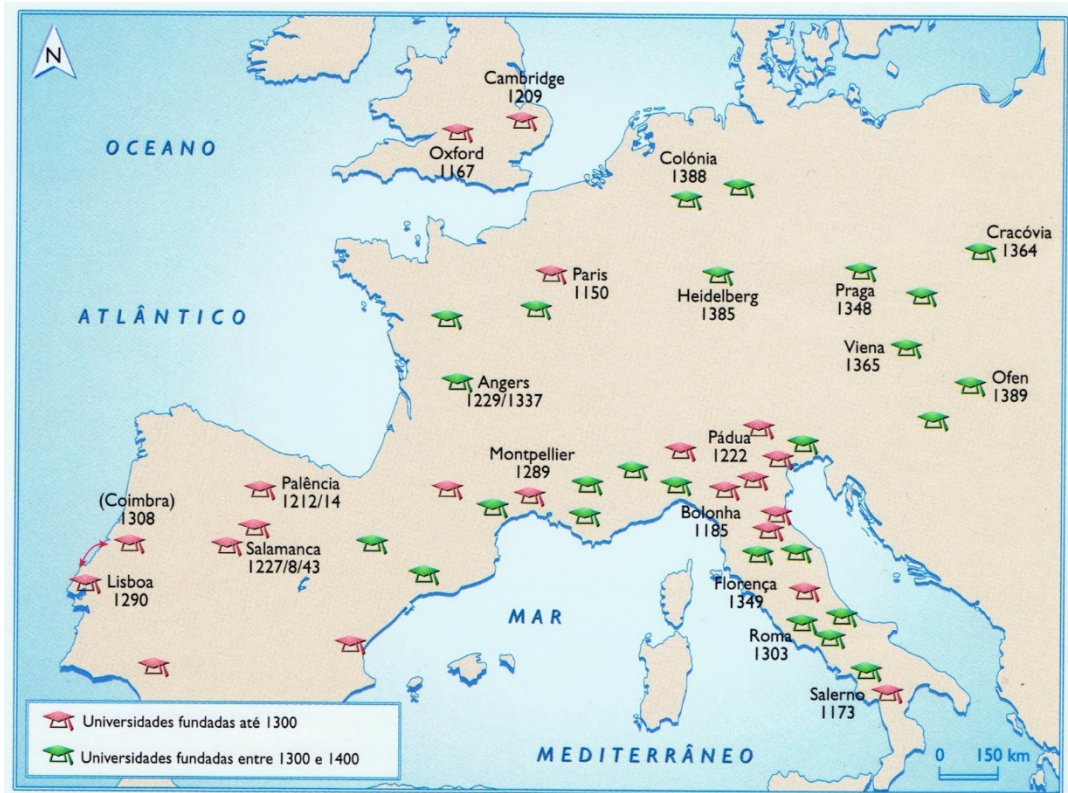 N
Cambridge
1209
OCEANO
Oxford
1167
Colónia
1388
Cracóvia
1364
Paris
1150
Heidelberg
1385
Praga
1348
ATLÂNTICO
Viena
1365
Angers
1229/1337
Ofen
1389
Montpellier
1289
Pádua
1222
Palência
1212/14
(Coimbra)
1308
Bolonha
1185
Salamanca
1227/8/43
Lisboa
1290
Florença
1349
MAR
Roma
1303
Salerno
1173
Universidades fundadas até 1300
Universidades fundadas entre 1300 e 1400
MEDITERRÂNEO
0 150 km